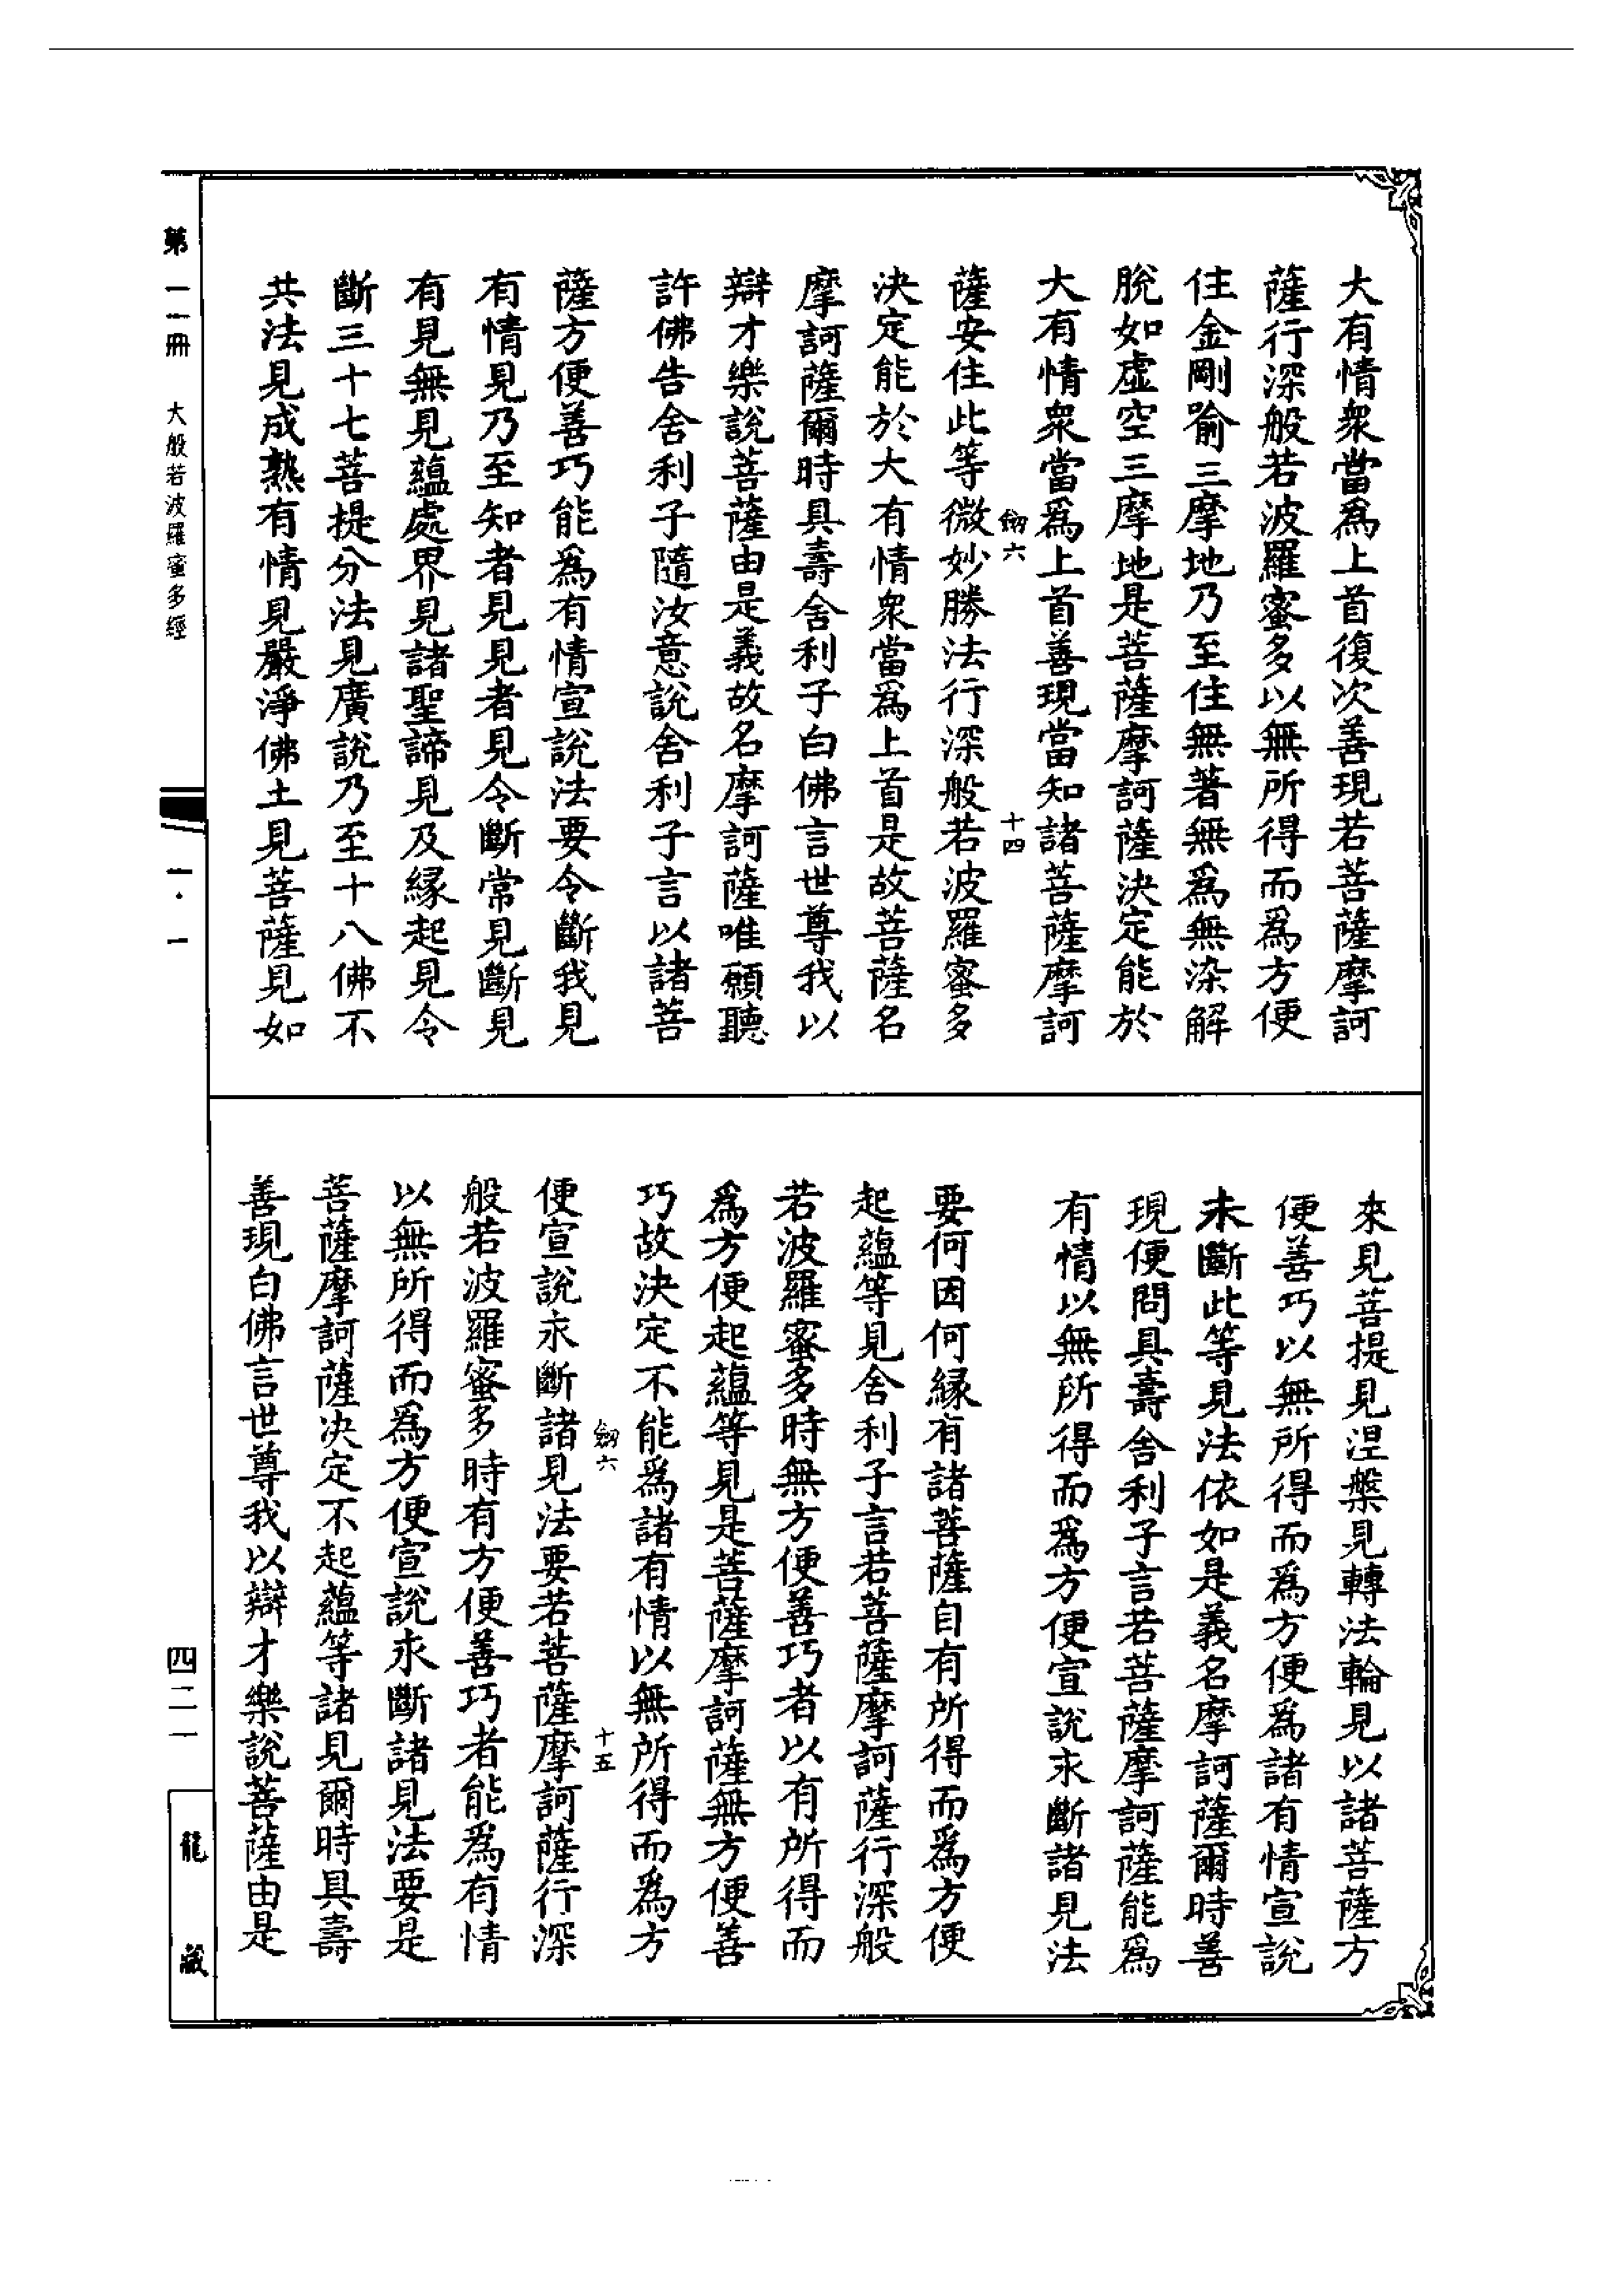 大有情衆當爲上首復次善現若菩薩摩訶
薩行深般若波羅蜜多以無所得而爲方便
住金剛喻三摩地乃至住無著無爲無染解
脫如虛空三摩地是菩薩摩訶薩決定能於
大有情衆當爲上首善現當知諸菩薩摩訶
劒六 十四
薩安住此等微妙勝法行深般若波羅蜜多
決定能於大有情衆當爲上首是故菩薩名
摩訶薩爾時具壽舍利子白佛言世尊我以
辯才樂說菩薩由是義故名摩訶薩唯願聽
許佛告舍利子隨汝意說舍利子言以諸菩
薩方便善巧能爲有情宣說法要令斷我見
有情見乃至知者見見者見令斷常見斷見
有見無見蘊處界見諸聖諦見及緣起見令
斷三十七菩提分法見廣說乃至十八佛不
共法見成熟有情見嚴淨佛土見菩薩見如
來見菩提見涅槃見轉法輪見以諸菩薩方
便善巧以無所得而爲方便爲諸有情宣說
未斷此等見法依如是義名摩訶薩爾時善
現便問具壽舍利子言若菩薩摩訶薩能爲
有情以無所得而爲方便宣說永斷諸見法
要何因何緣有諸菩薩自有所得而爲方便
起蘊等見舍利子言若菩薩摩訶薩行深般
若波羅蜜多時無方便善巧者以有所得而
爲方便起蘊等見是菩薩摩訶薩無方便善
巧故決定不能爲諸有情以無所得而爲方
劒六 十五
便宣說永斷諸見法要若菩薩摩訶薩行深
般若波羅蜜多時有方便善巧者能爲有情
以無所得而爲方便宣說永斷諸見法要是
菩薩摩訶薩決定不起蘊等諸見爾時具壽
善現白佛言世尊我以辯才樂說菩薩由是
第二冊 大般若波羅蜜多經 一·一 四二一 龍藏